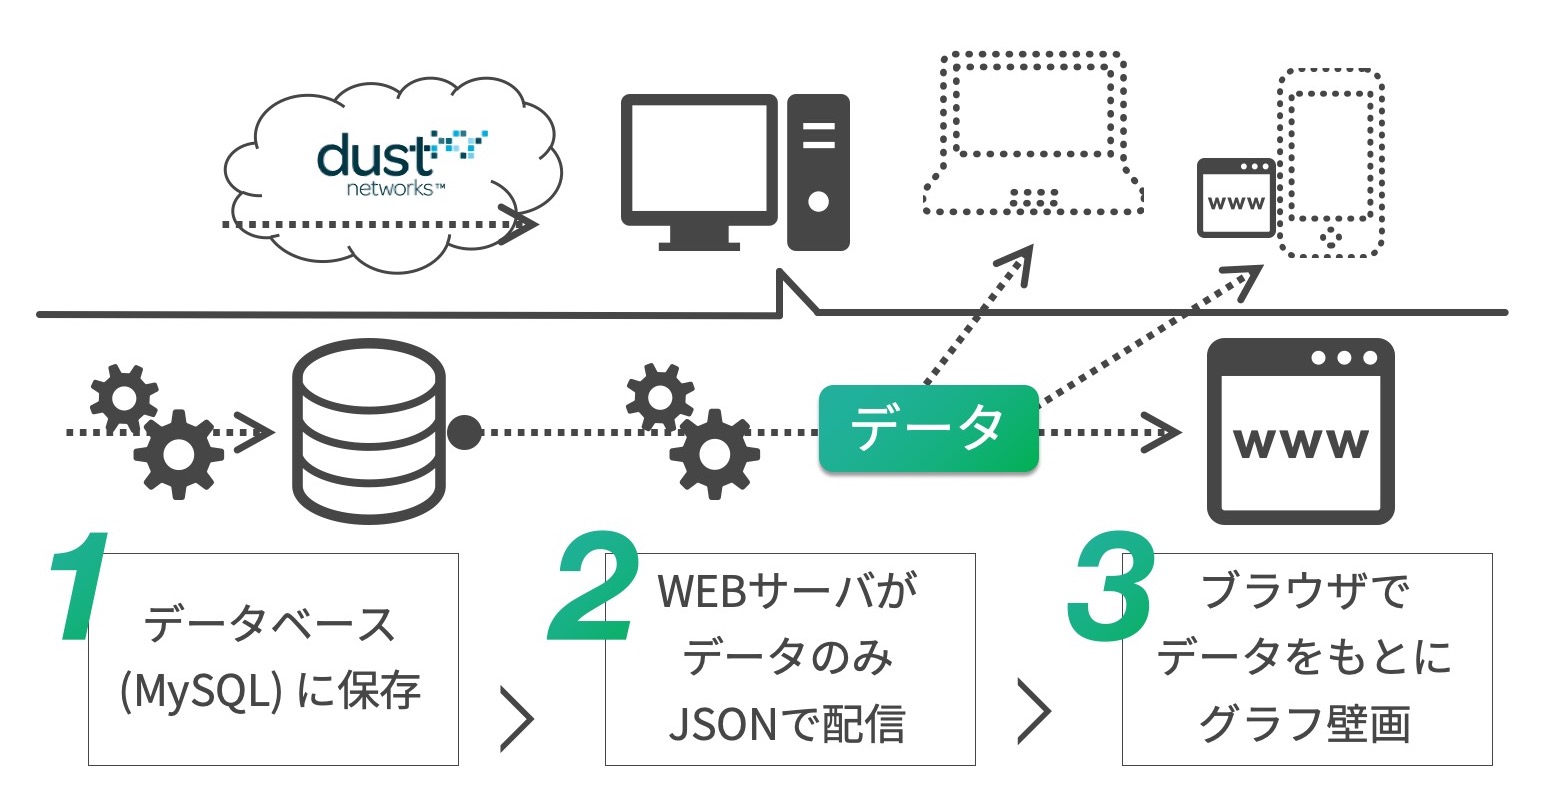 dust
networks™
www
データ
www
1
データベース
(MySQL) に保存
2
WEBサーバが
データのみ
JSONで配信
3
ブラウザで
データをもとに
グラフ壁画